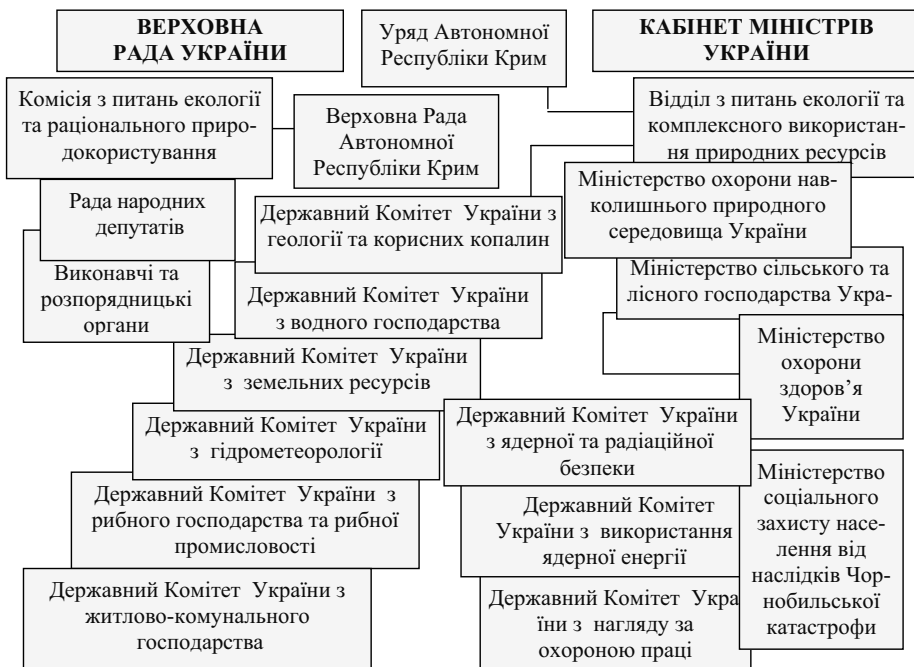 ВЕРХОВНА
РАДА УКРАЇНИ
Уряд Автономної
Республіки Крим
КАБІНЕТ МІНІСТРІВ
УКРАЇНИ
Комісія з питань екології
та раціонального приро-
докористування
Верховна Рада
Автономної
Республіки Крим
Відділ з питань екології та
комплексного використан-
ня природних ресурсів
Рада народних
депутатів
Виконавчі та
розпорядницькі
органи
Державний Комітет України з
геології та корисних копалин
Міністерство охорони нав-
колишнього природного
середовища України
Державний Комітет України
з водного господарства
Міністерство сільського та
лісного господарства Укра-
Державний Комітет України
з земельних ресурсів
Міністерство
охорони
здоров’я
України
Державний Комітет України
з гідрометеорології
Державний Комітет України
з ядерної та радіаційної
безпеки
Державний Комітет України з
рибного господарства та рибної
промисловості
Державний Комітет
України з використання
ядерної енергії
Міністерство
соціального
захисту насе-
лення від
наслідків Чор-
нобильської
катастрофи
Державний Комітет України з
житлово-комунального
господарства
Державний Комітет Укра
їни з нагляду за
охороною праці